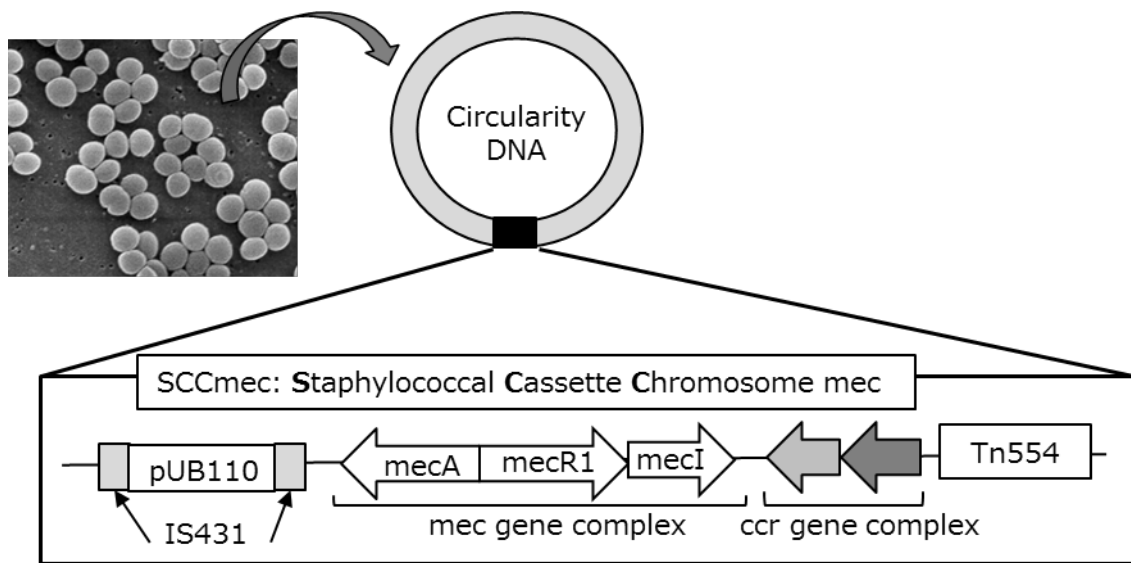 Circularity
DNA
SCCmec: Staphylococcal Cassette Chromosome mec
pUB110
mecA
mecR1
mecI
Tn554
IS431
mec gene complex
ccr gene complex